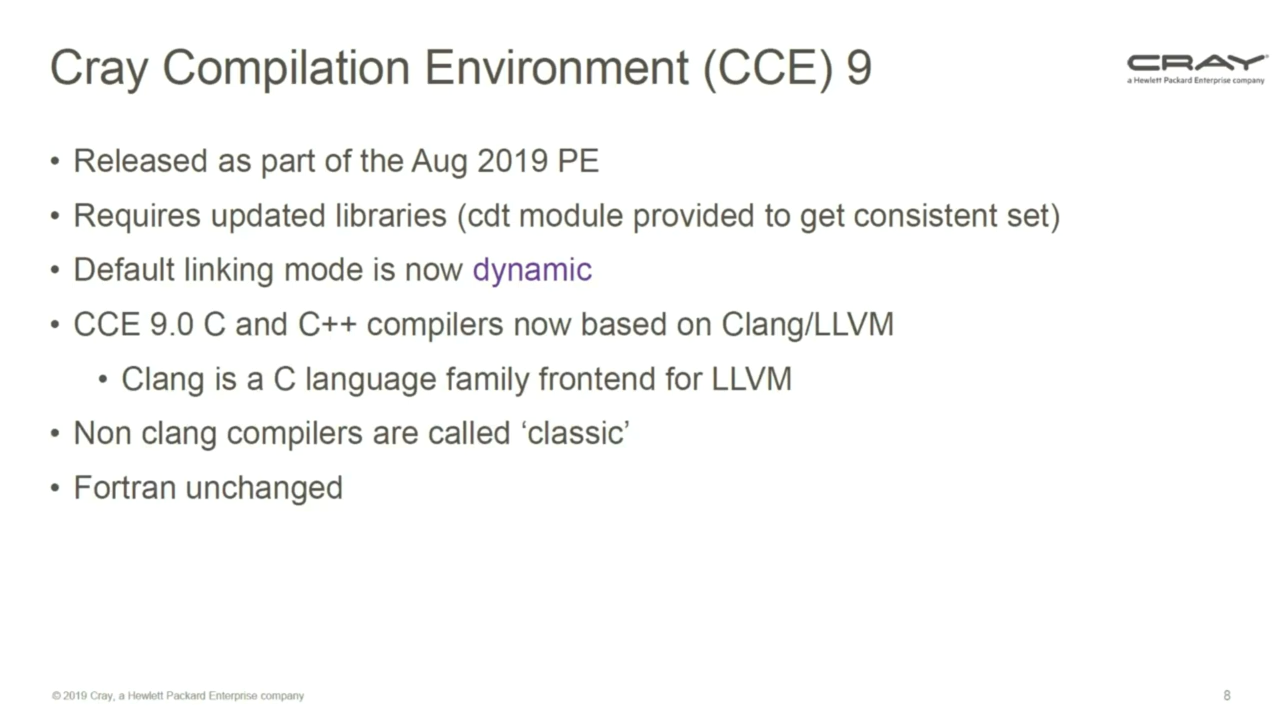 Cray Compilation Environment (CCE) 9
CRAY
a Hewlett Packard Enterprise company
• Released as part of the Aug 2019 PE
• Requires updated libraries (cdt module provided to get consistent set)
• Default linking mode is now dynamic
• CCE 9.0 C and C++ compilers now based on Clang/LLVM
• Clang is a C language family frontend for LLVM
• Non clang compilers are called ‘classic’
• Fortran unchanged
© 2019 Cray, a Hewlett Packard Enterprise company
8